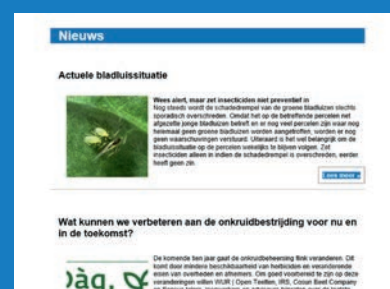 Nieuws
Actuele bladluissituatie
Wees alert, maar zet insecticiden niet preventief in
Nog steeds wordt de schadedrempel van de groene bladluizen slechts
sporadisch overschreden. Omdat het op de betreffende percelen net
afgezette jonge bladluizen betreft en er nog veel percelen zijn waar nog
helemaal geen groene bladluizen worden aangetroffen, worden er nog
geen waarschuwingen verstuurd. Uiteraard is het wel belangrijk om de
bladluissituatie op de percelen wekelijks te blijven volgen. Zet
insecticiden alleen in indien de schadedrempel is overschreden, eerder
heeft geen zin.
Lees meer
Wat kunnen we verbeteren aan de onkruidbestrijding voor nu en
in de toekomst?
De komende tien jaar gaat de onkruidbeheersing flink veranderen. Dit
komt door mindere beschikbaarheid van herbiciden en veranderende
eisen van overheden en afnemers. Om goed voorbereid te zijn op deze
veranderingen willen WUR | Open Teelten, IRS, Cosun Beet Company